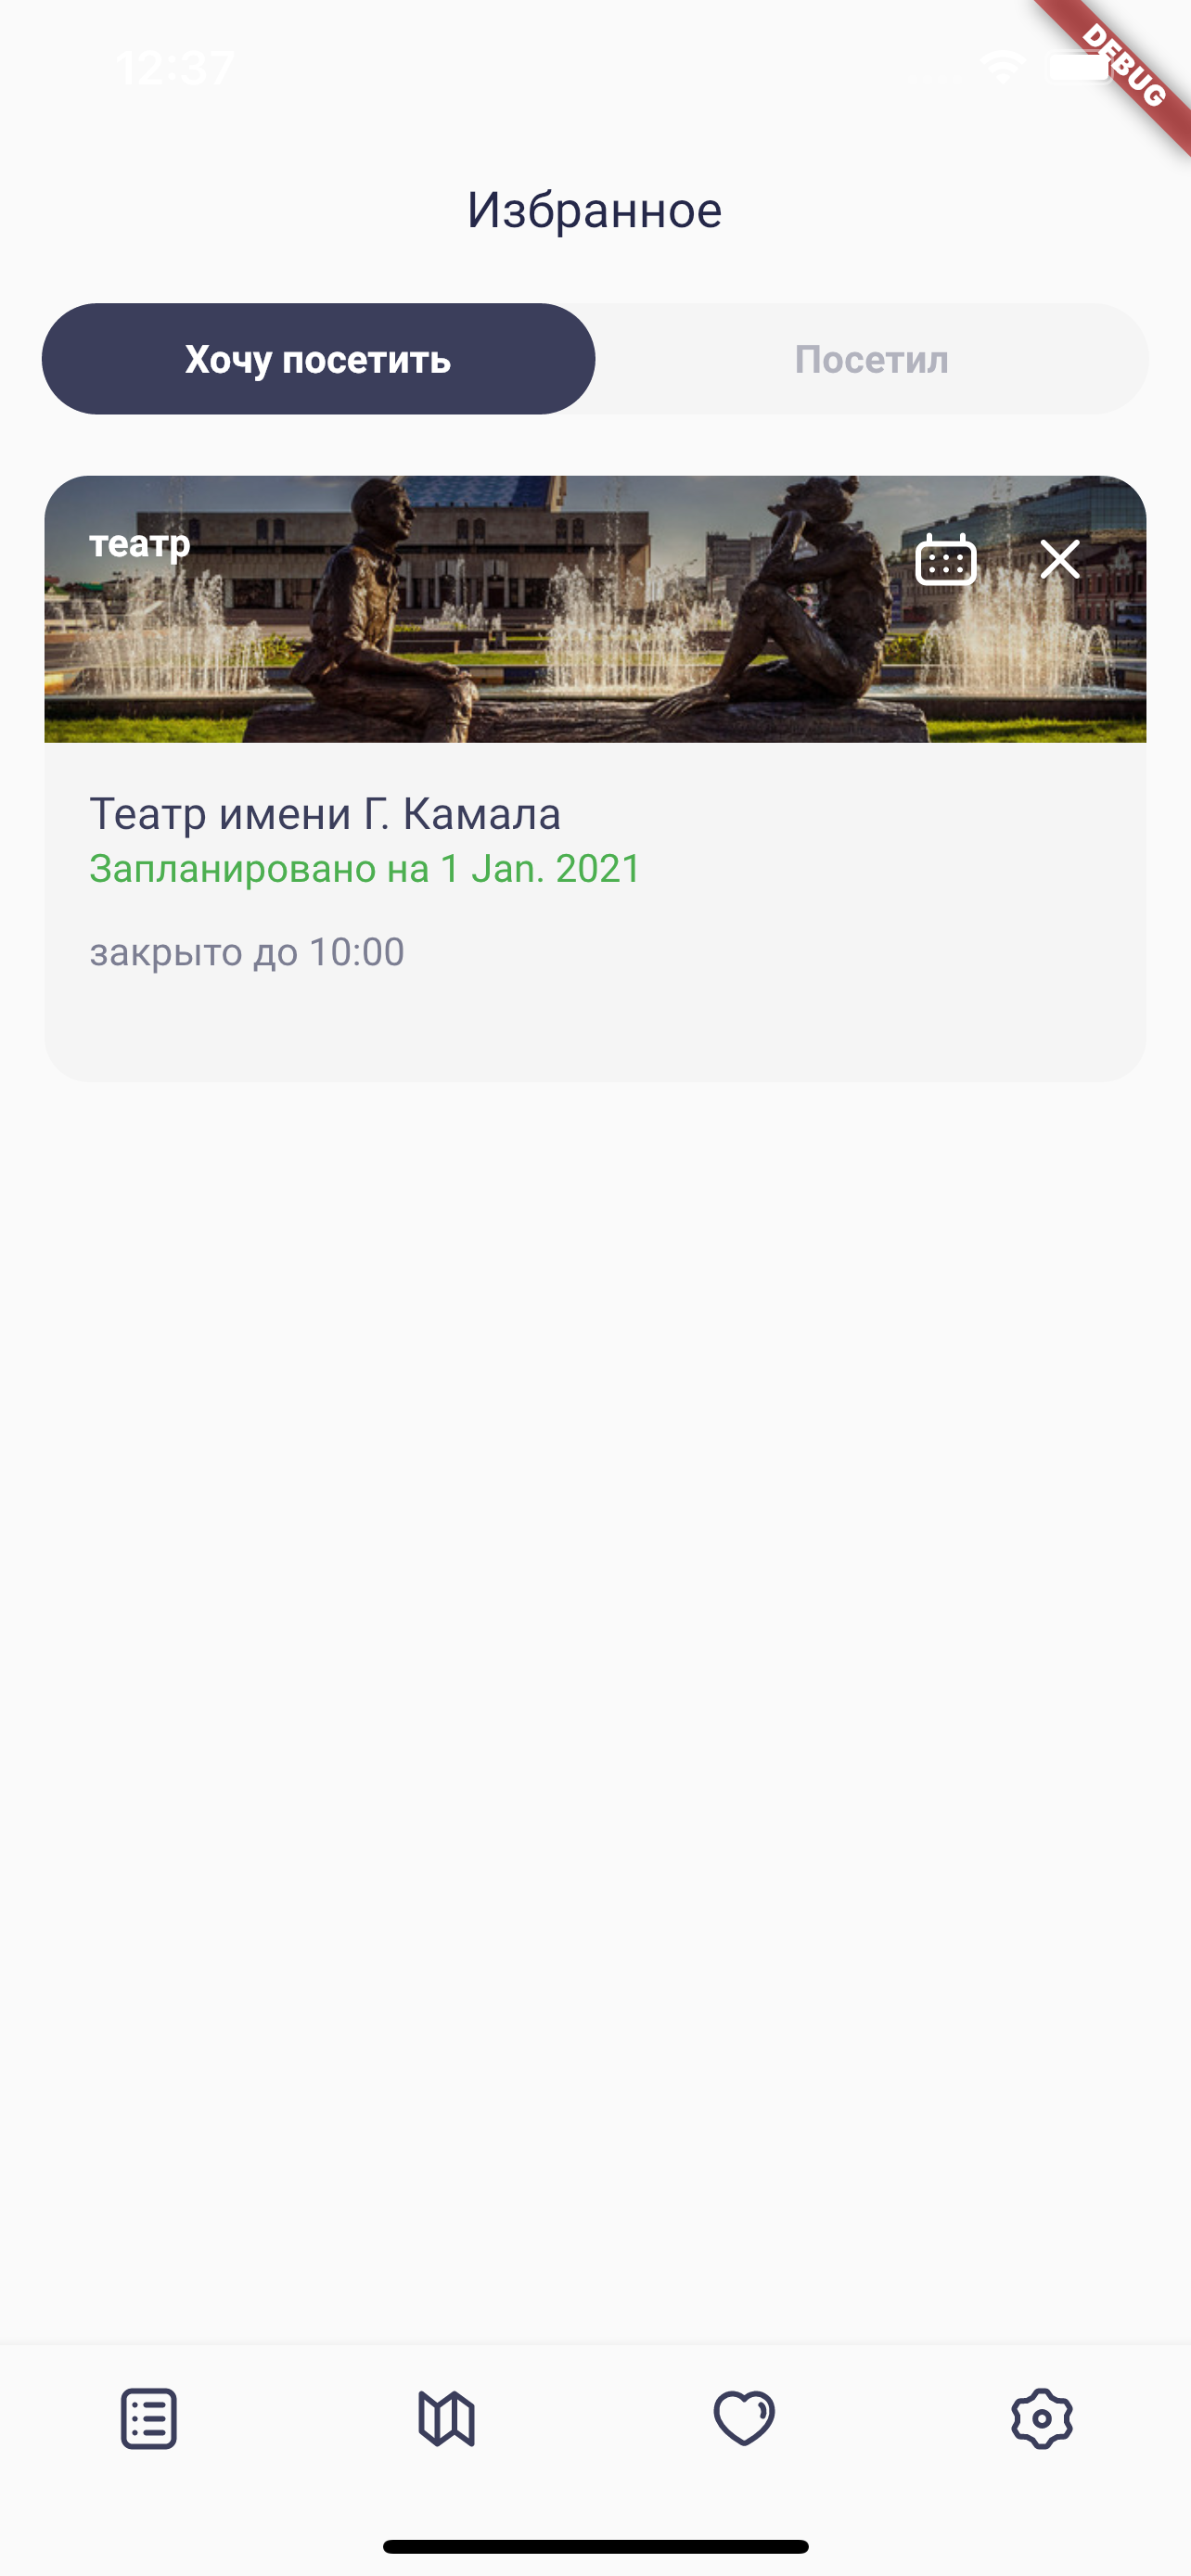 12:37
DEBUG
Избранное
Хочу посетить
Посетил
театр
Театр имени Г. Камала
Запланировано на 1 Jan. 2021
закрыто до 10:00